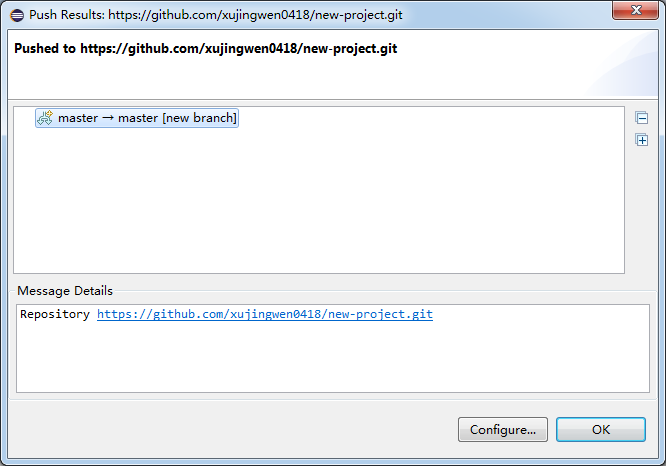 Push Results: https://github.com/xujingwen0418/new-project.git
Pushed to https://github.com/xujingwen0418/new-project.git
master → master [new branch]
Message Details
Repository https://github.com/xujingwen0418/new-project.git
Configure...
OK